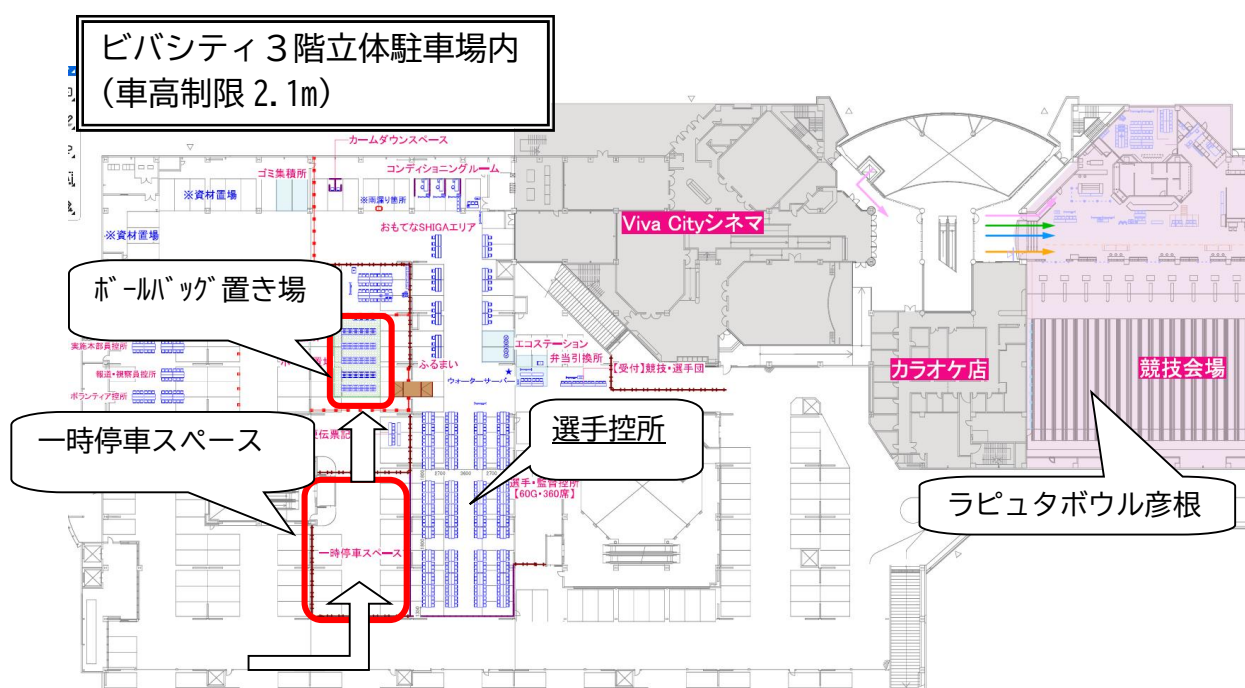 ビバシティ３階立体駐車場内
(車高制限 2.1m)
カームダウンスペース
ゴミ集積所
コンディショニングルーム
※資材置場
※雨漏り箇所
おもてなSHIGAエリア
※資材置場
Viva Cityシネマ
ﾎﾞｰﾙﾊﾞｯｸﾞ置き場
実施本部員控所
報道・視察員控所
ボランティア控所
ふるまい
エコステーション
弁当引換所
【受付】競技・選手団
ウォーターサーバー
カラオケ店
競技会場
一時停車スペース
伝票記
選手控所
2700 3600 2700
選手・監督控所
【60G・360席】
ラピュタボウル彦根
一時停車スペース